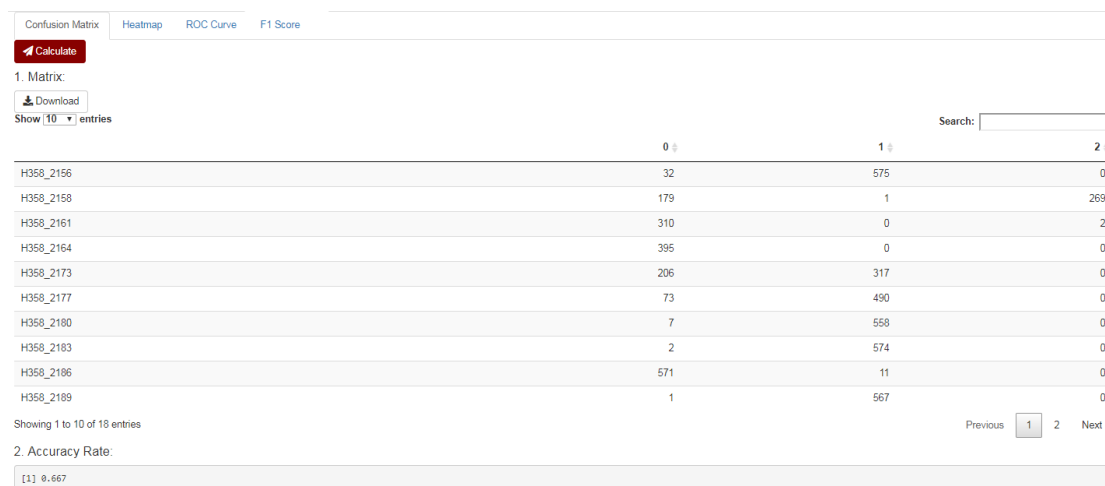 Confusion Matrix Heatmap ROC Curve F1 Score
Calculate
1. Matrix:
Download
Show 10 entries Search:
0 1 2
H358_2156 32 575 0
H358_2158 179 1 269
H358_2161 310 0 2
H358_2164 395 0 0
H358_2173 206 317 0
H358_2177 73 490 0
H358_2180 7 558 0
H358_2183 2 574 0
H358_2186 571 11 0
H358_2189 1 567 0
Showing 1 to 10 of 18 entries Previous 1 2 Next
2. Accuracy Rate:
[1] 0.667